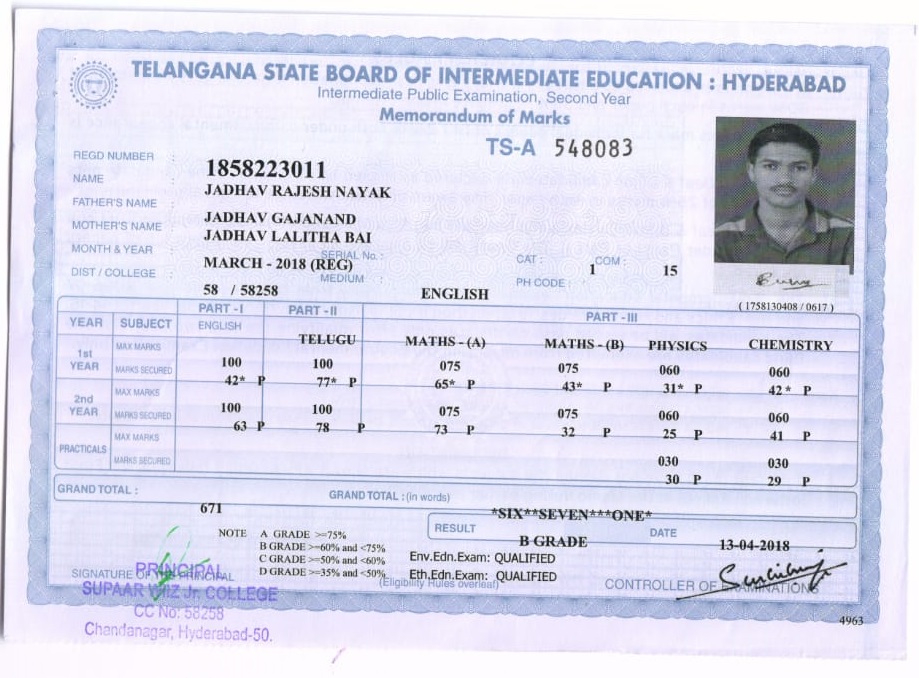 TELANGANA STATE BOARD OF INTERMEDIATE EDUCATION : HYDERABAD
Intermediate Public Examination, Second Year
Memorandum of Marks
TS-A 548083
REGD NUMBER : 1858223011
NAME : JADHAV RAJESH NAYAK
FATHER'S NAME : JADHAV GAJANAND
MOTHER'S NAME : JADHAV LALITHA BAI
MONTH & YEAR : MARCH - 2018 (REG) SERIAL No. : CAT : 1 COM : 15
DIST / COLLEGE : 58 / 58258 MEDIUM : ENGLISH PH CODE :
( 1758130408 / 0617 )
YEAR SUBJECT PART - I PART - II PART - III
ENGLISH TELUGU MATHS - (A) MATHS - (B) PHYSICS CHEMISTRY
1st YEAR MAX MARKS 100 100 075 075 060 060
MARKS SECURED 42* P 77* P 65* P 43* P 31* P 42* P
2nd YEAR MAX MARKS 100 100 075 075 060 060
MARKS SECURED 63 P 78 P 73 P 32 P 25 P 41 P
PRACTICALS MAX MARKS 030 030
MARKS SECURED 30 P 29 P
GRAND TOTAL : 671 GRAND TOTAL : (in words) *SIX**SEVEN***ONE*
RESULT B GRADE DATE 13-04-2018
NOTE A GRADE >=75%
B GRADE >=60% and <75%
C GRADE >=50% and <60%
D GRADE >=35% and <50%
Env.Edn.Exam: QUALIFIED
Eth.Edn.Exam: QUALIFIED
(Eligibility Rules overleaf)
SIGNATURE OF THE PRINCIPAL
PRINCIPAL
SUPAAR WHIZ Jr. COLLEGE
CC No: 58258
Chandanagar, Hyderabad-50.
CONTROLLER OF EXAMINATIONS
4963